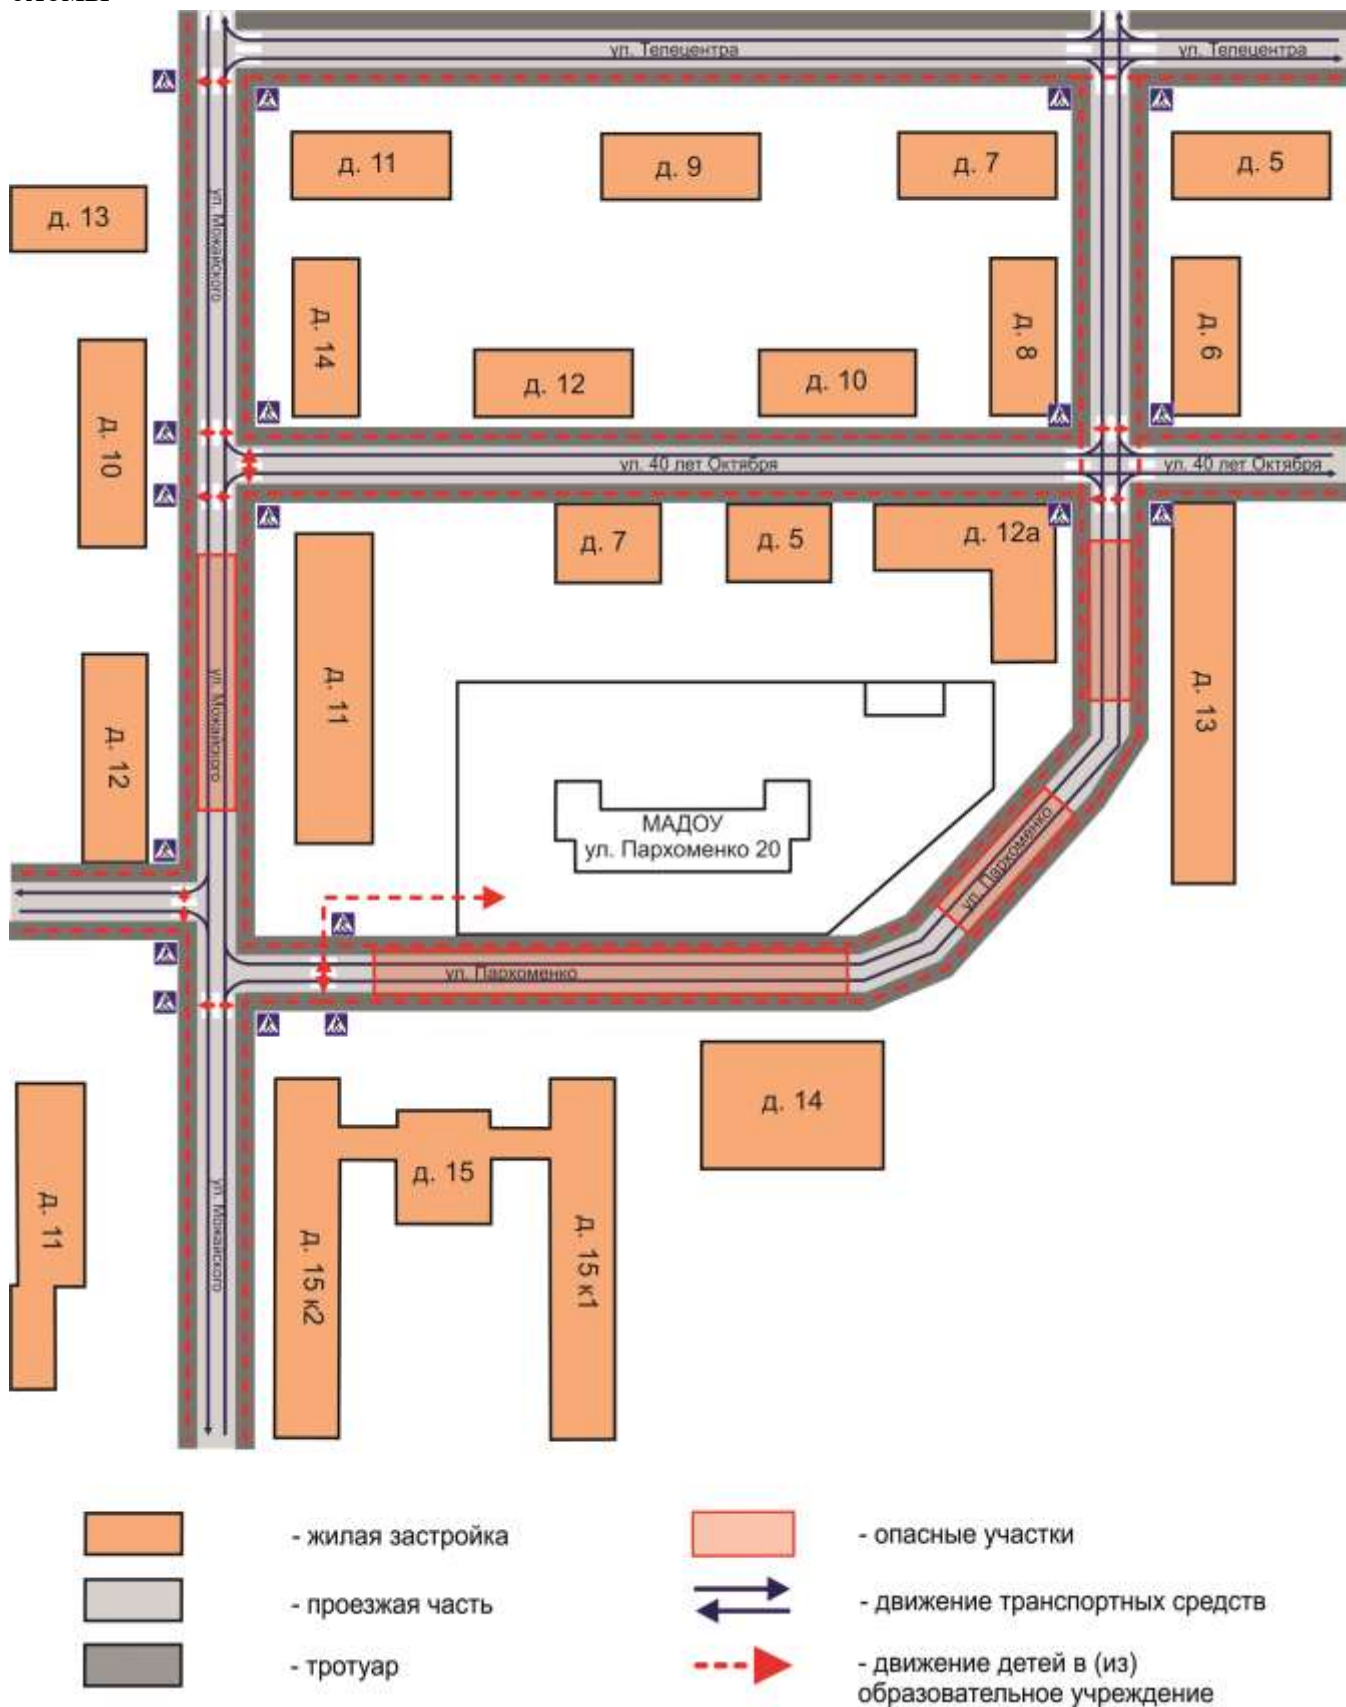 схемы
ул. Телецентра
ул. Телецентра
д. 11
д. 9
д. 7
д. 5
д. 13
ул. Можайского
д. 14
д. 8
д. 6
д. 12
д. 10
д. 10
ул. 40 лет Октября
ул. 40 лет Октября
д. 7
д. 5
д. 12а
д. 11
ул. Можайского
д. 12
д. 13
МАДОУ
ул. Пархоменко 20
ул. Пархоменко
ул. Пархоменко
д. 14
д. 15
д. 11
ул. Можайского
д. 15 к2
д. 15 к1
- жилая застройка
- опасные участки
- проезжая часть
- движение транспортных средств
- тротуар
- движение детей в (из)
образовательное учреждение